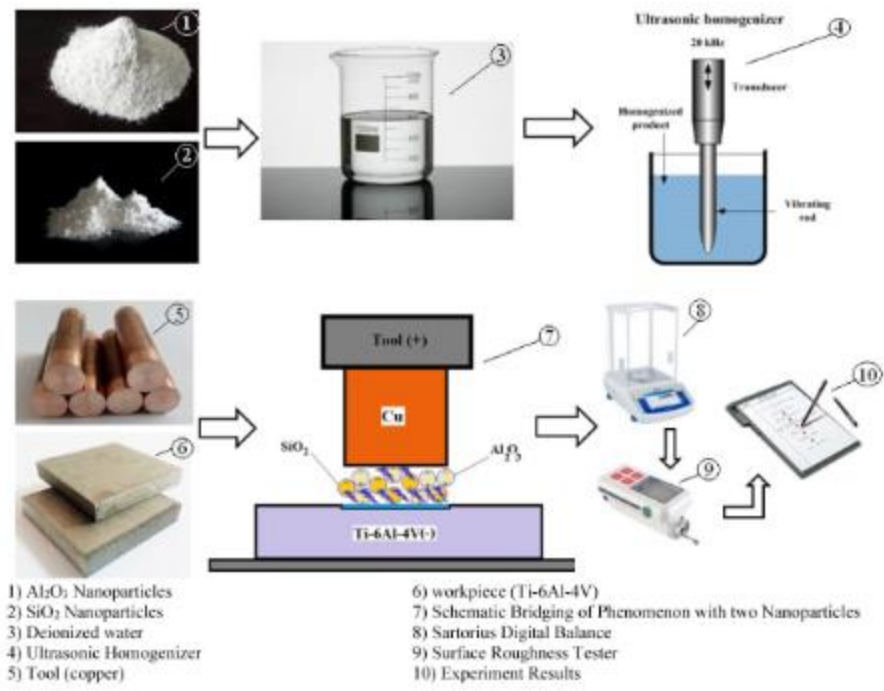 ①
②
③
Ultrasonic homogenizer
20 kHz
④
Transducer
Homogenized
product
Vibrating
rod
⑤
⑥
Tool (+)
⑦
Cu
SiO₂
Al₂O₃
Ti-6Al-4V(-)
⑧
⑨
⑩
1) Al₂O₃ Nanoparticles
2) SiO₂ Nanoparticles
3) Deionized water
4) Ultrasonic Homogenizer
5) Tool (copper)
6) workpiece (Ti-6Al-4V)
7) Schematic Bridging of Phenomenon with two Nanoparticles
8) Sartorius Digital Balance
9) Surface Roughness Tester
10) Experiment Results